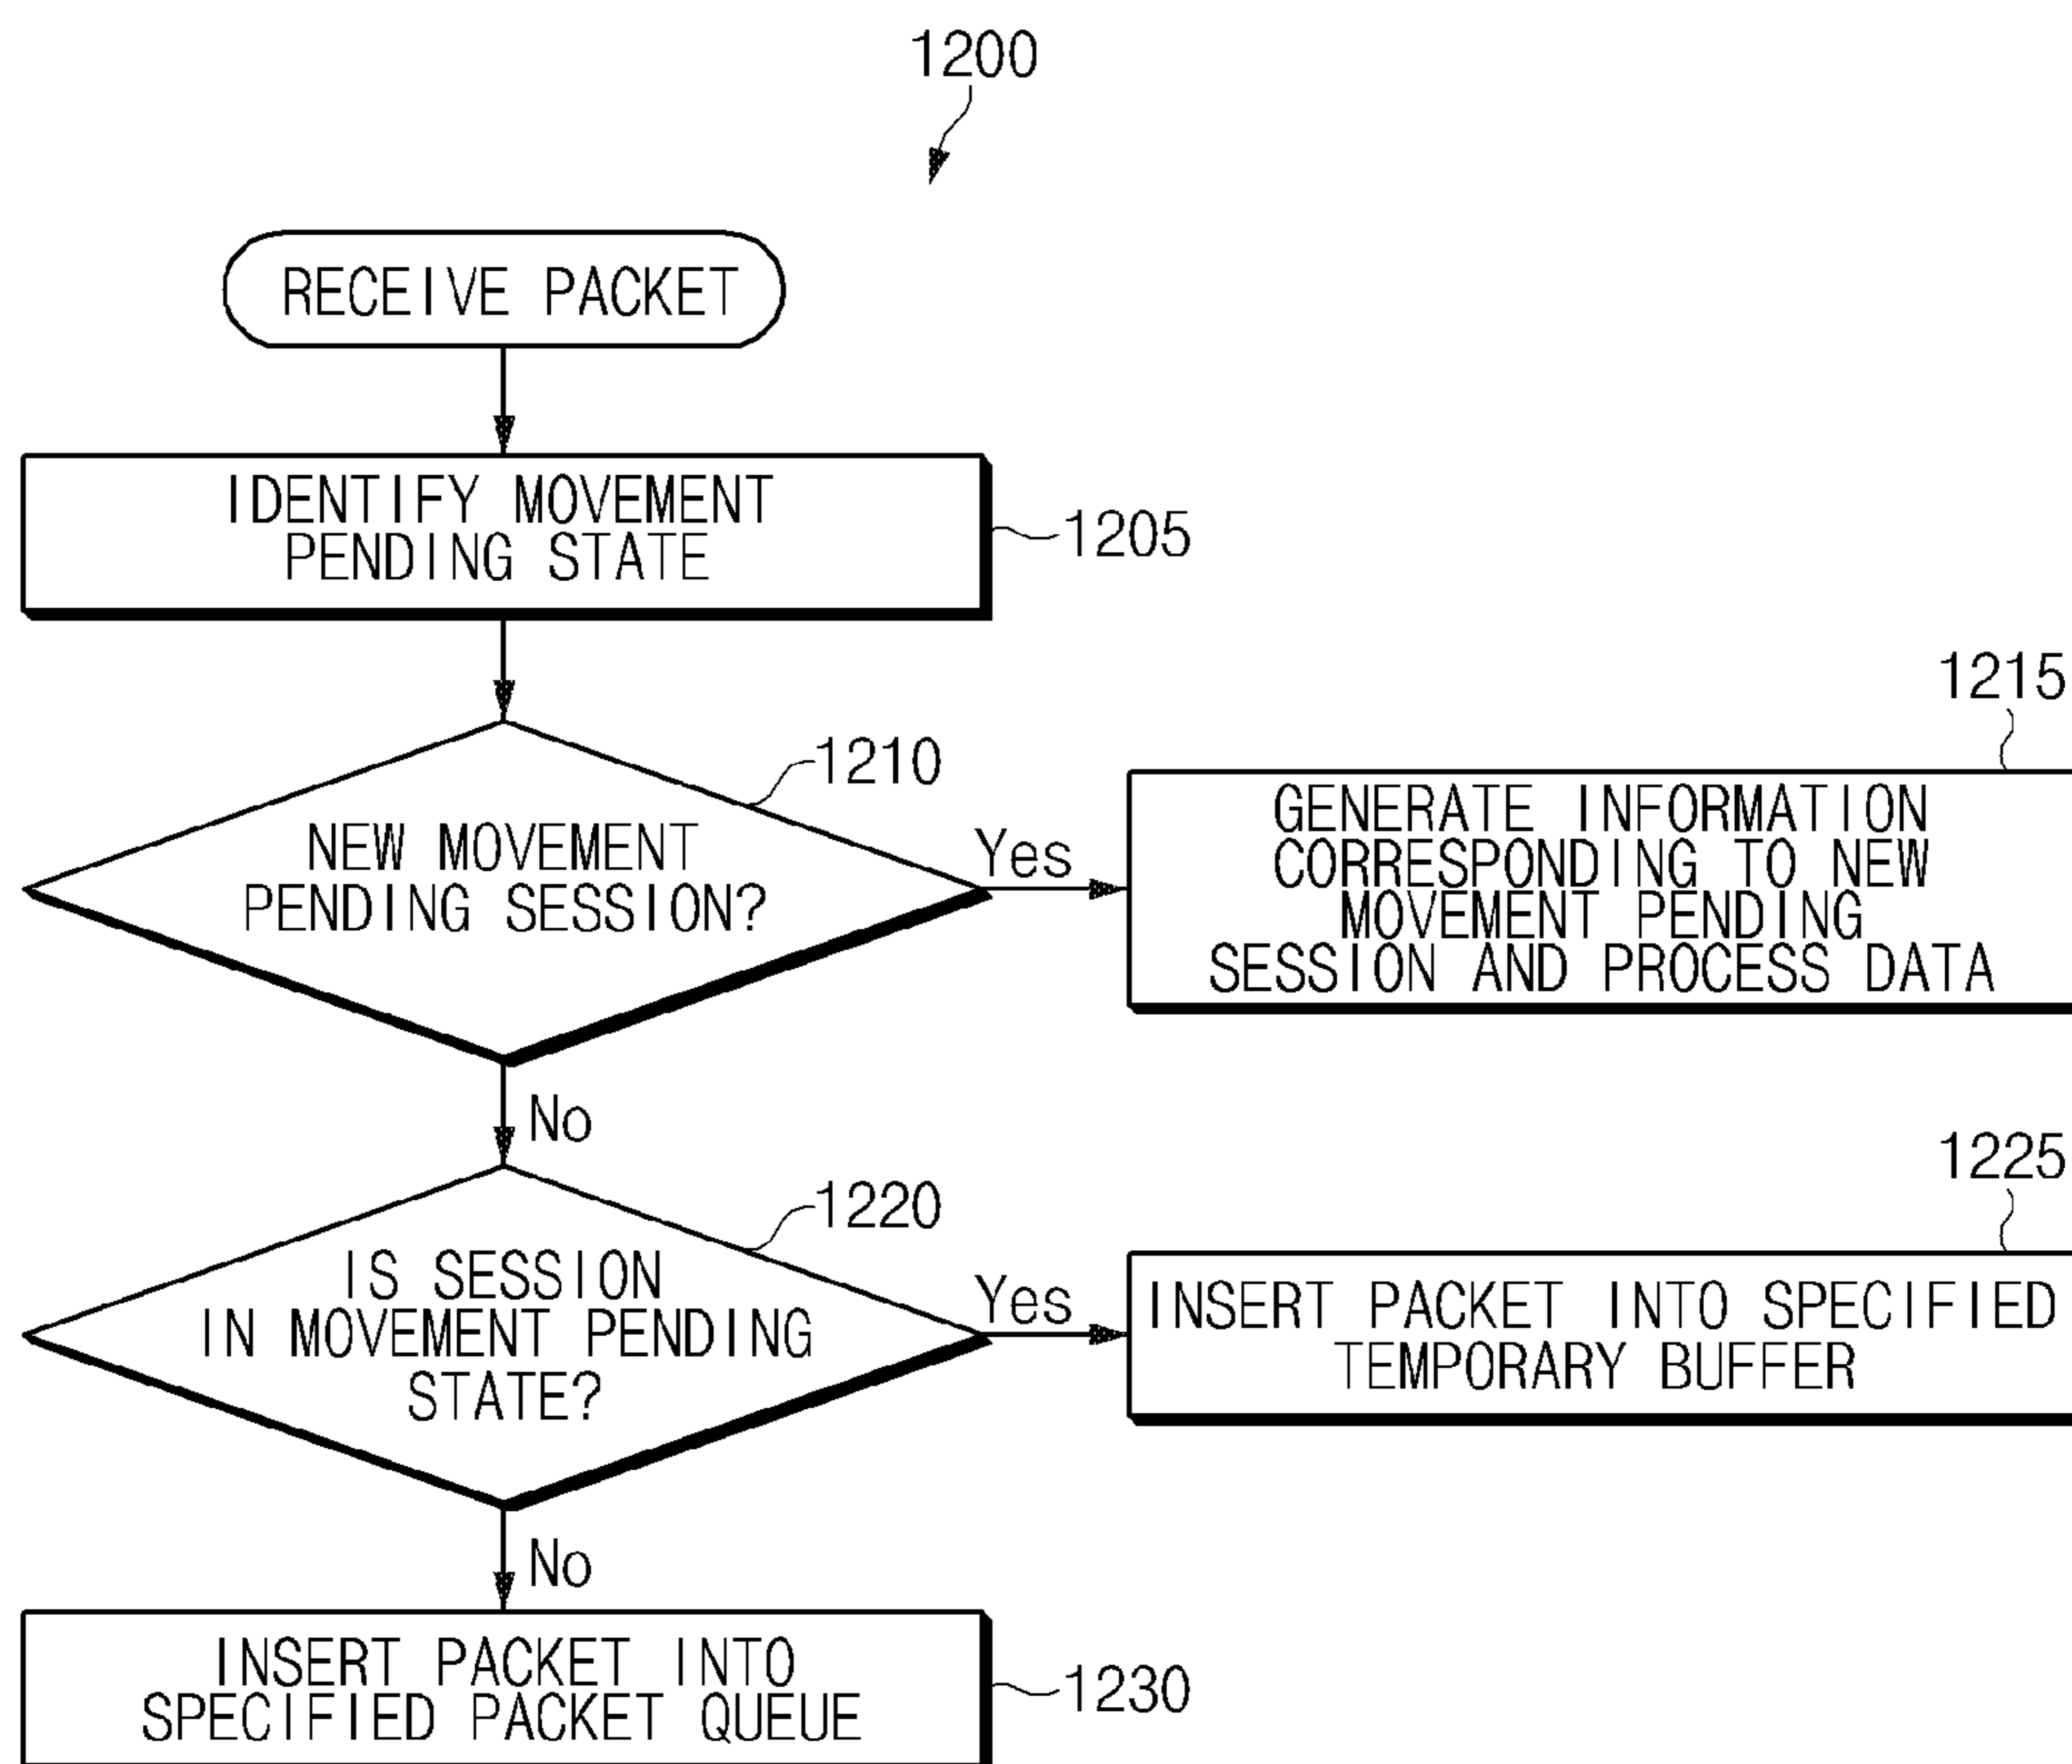 1200
RECEIVE PACKET
IDENTIFY MOVEMENT
PENDING STATE
1205
1210
NEW MOVEMENT
PENDING SESSION?
Yes
1215
GENERATE INFORMATION
CORRESPONDING TO NEW
MOVEMENT PENDING
SESSION AND PROCESS DATA
No
1220
IS SESSION
IN MOVEMENT PENDING
STATE?
Yes
1225
INSERT PACKET INTO SPECIFIED
TEMPORARY BUFFER
No
INSERT PACKET INTO
SPECIFIED PACKET QUEUE
1230